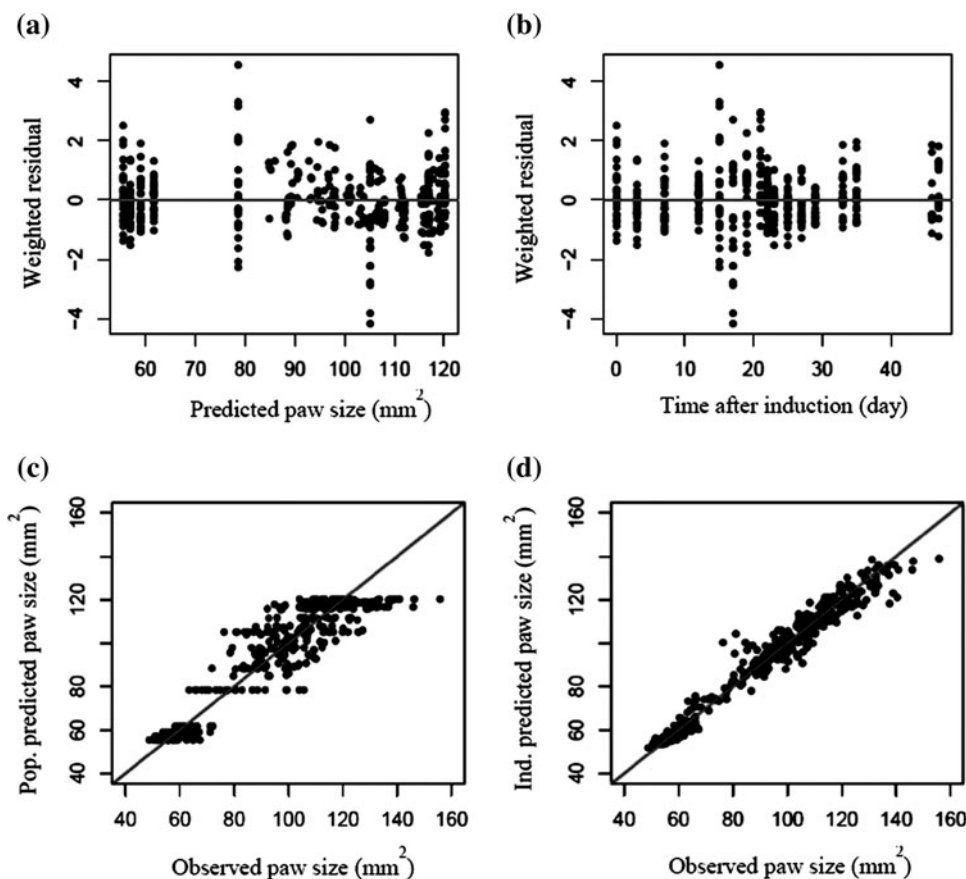 (a)
Weighted residual
4
2
0
−2
−4
60 70 80 90 100 110 120
Predicted paw size (mm²)
(b)
Weighted residual
4
2
0
−2
−4
0 10 20 30 40
Time after induction (day)
(c)
Pop. predicted paw size (mm²)
160
120
80
60
40
40 60 80 100 120 140 160
Observed paw size (mm²)
(d)
Ind. predicted paw size (mm²)
160
120
80
60
40
40 60 80 100 120 140 160
Observed paw size (mm²)